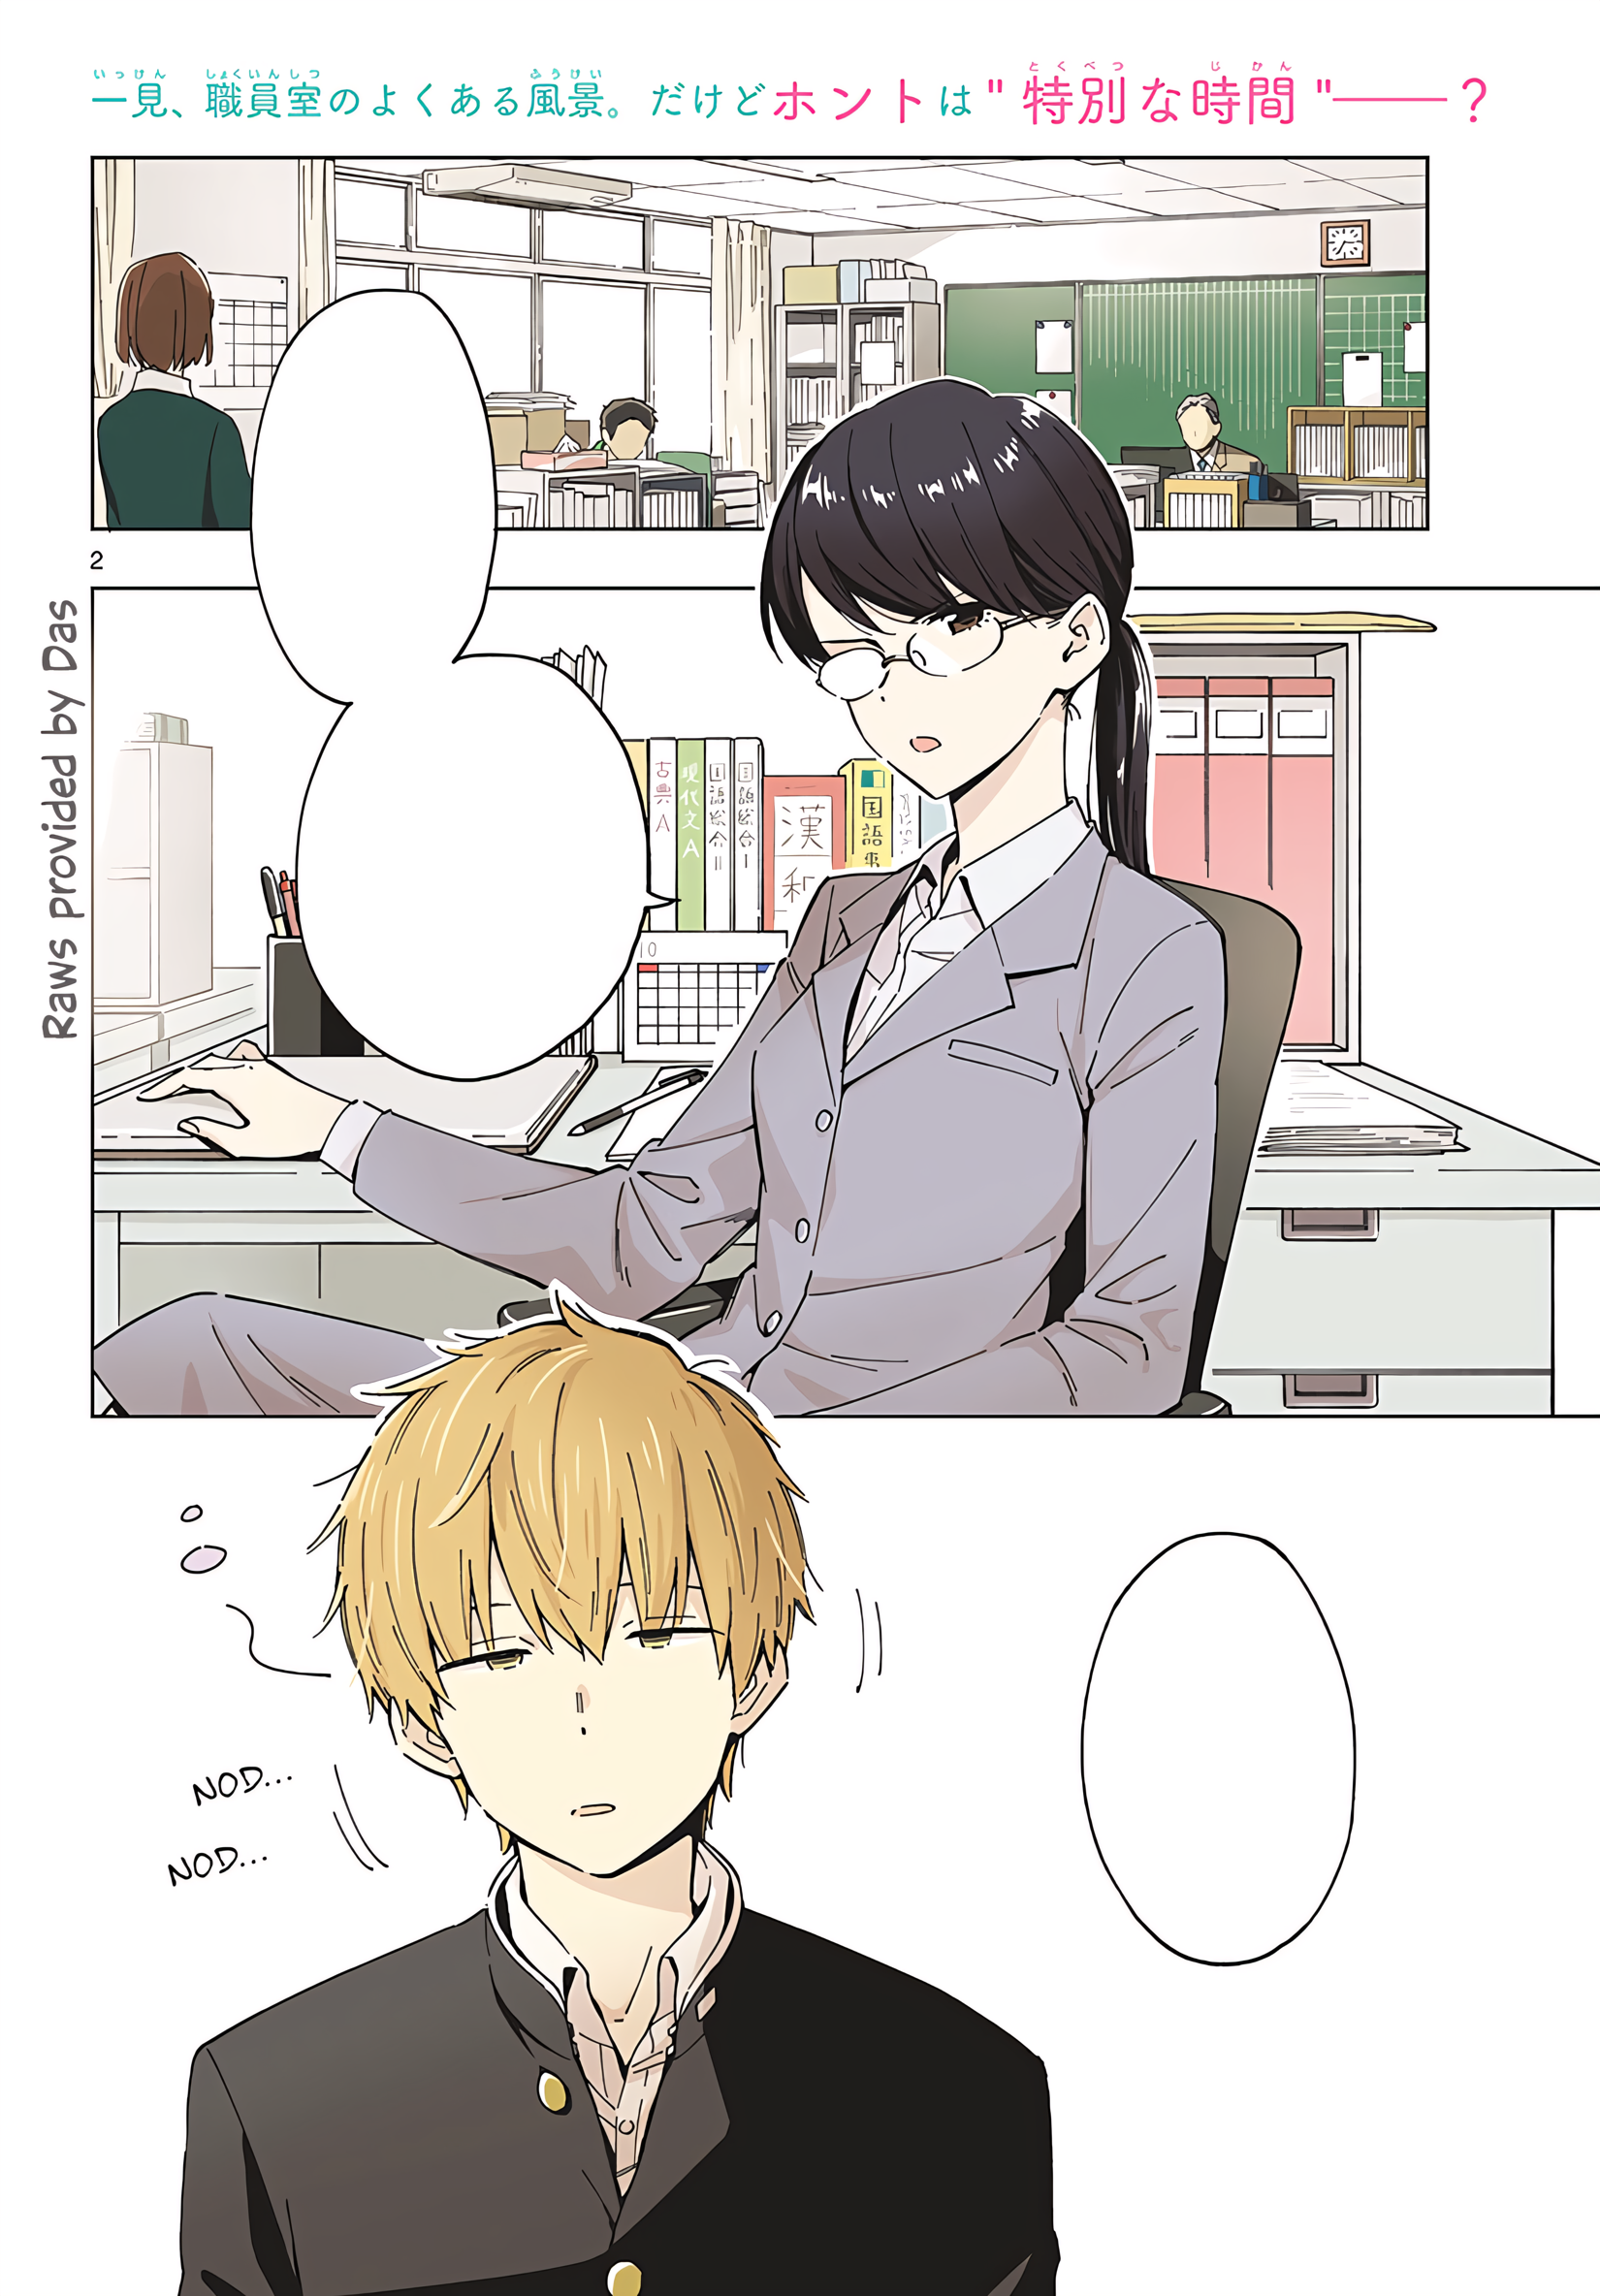 一見、職員室のよくある風景。だけどホントは"特別な時間"――？
2
Raws provided by Das
古典A
現代文A
国語総合II
国語総合I
漢和
国語
10
NOD...
NOD...